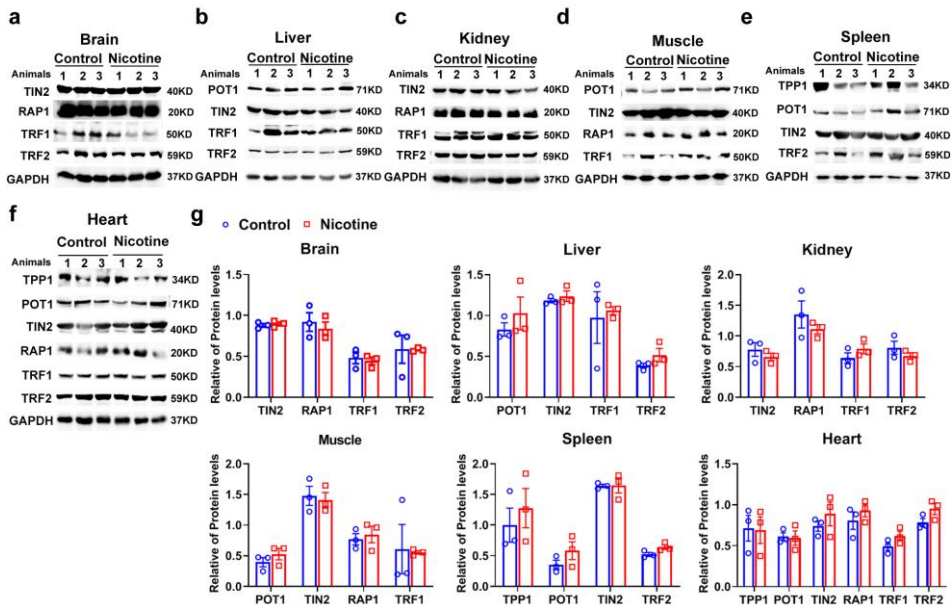 a
Brain
Control Nicotine
Animals 1 2 3 1 2 3
TIN2 40KD
RAP1 20KD
TRF1 50KD
TRF2 59KD
GAPDH 37KD
b
Liver
Control Nicotine
Animals 1 2 3 1 2 3
POT1 71KD
TIN2 40KD
TRF1 50KD
TRF2 59KD
GAPDH 37KD
c
Kidney
Control Nicotine
Animals 1 2 3 1 2 3
TIN2 40KD
RAP1 20KD
TRF1 50KD
TRF2 59KD
GAPDH 37KD
d
Muscle
Control Nicotine
Animals 1 2 3 1 2 3
POT1 71KD
TIN2 40KD
RAP1 20KD
TRF1 50KD
GAPDH 37KD
e
Spleen
Control Nicotine
Animals 1 2 3 1 2 3
TPP1 34KD
POT1 71KD
TIN2 40KD
TRF2 59KD
GAPDH 37KD
f
Heart
Control Nicotine
Animals 1 2 3 1 2 3
TPP1 34KD
POT1 71KD
TIN2 40KD
RAP1 20KD
TRF1 50KD
TRF2 59KD
GAPDH 37KD
g
Control Nicotine
Brain
Relative of Protein levels
1.5
1.0
0.5
0.0
TIN2 RAP1 TRF1 TRF2
Liver
Relative of Protein levels
1.5
1.0
0.5
0.0
POT1 TIN2 TRF1 TRF2
Kidney
Relative of Protein levels
2.0
1.5
1.0
0.5
0.0
TIN2 RAP1 TRF1 TRF2
Muscle
Relative of Protein levels
2.0
1.5
1.0
0.5
0.0
POT1 TIN2 RAP1 TRF1
Spleen
Relative of Protein levels
2.0
1.5
1.0
0.5
0.0
TPP1 POT1 TIN2 TRF2
Heart
Relative of Protein levels
1.5
1.0
0.5
0.0
TPP1 POT1 TIN2 RAP1 TRF1 TRF2